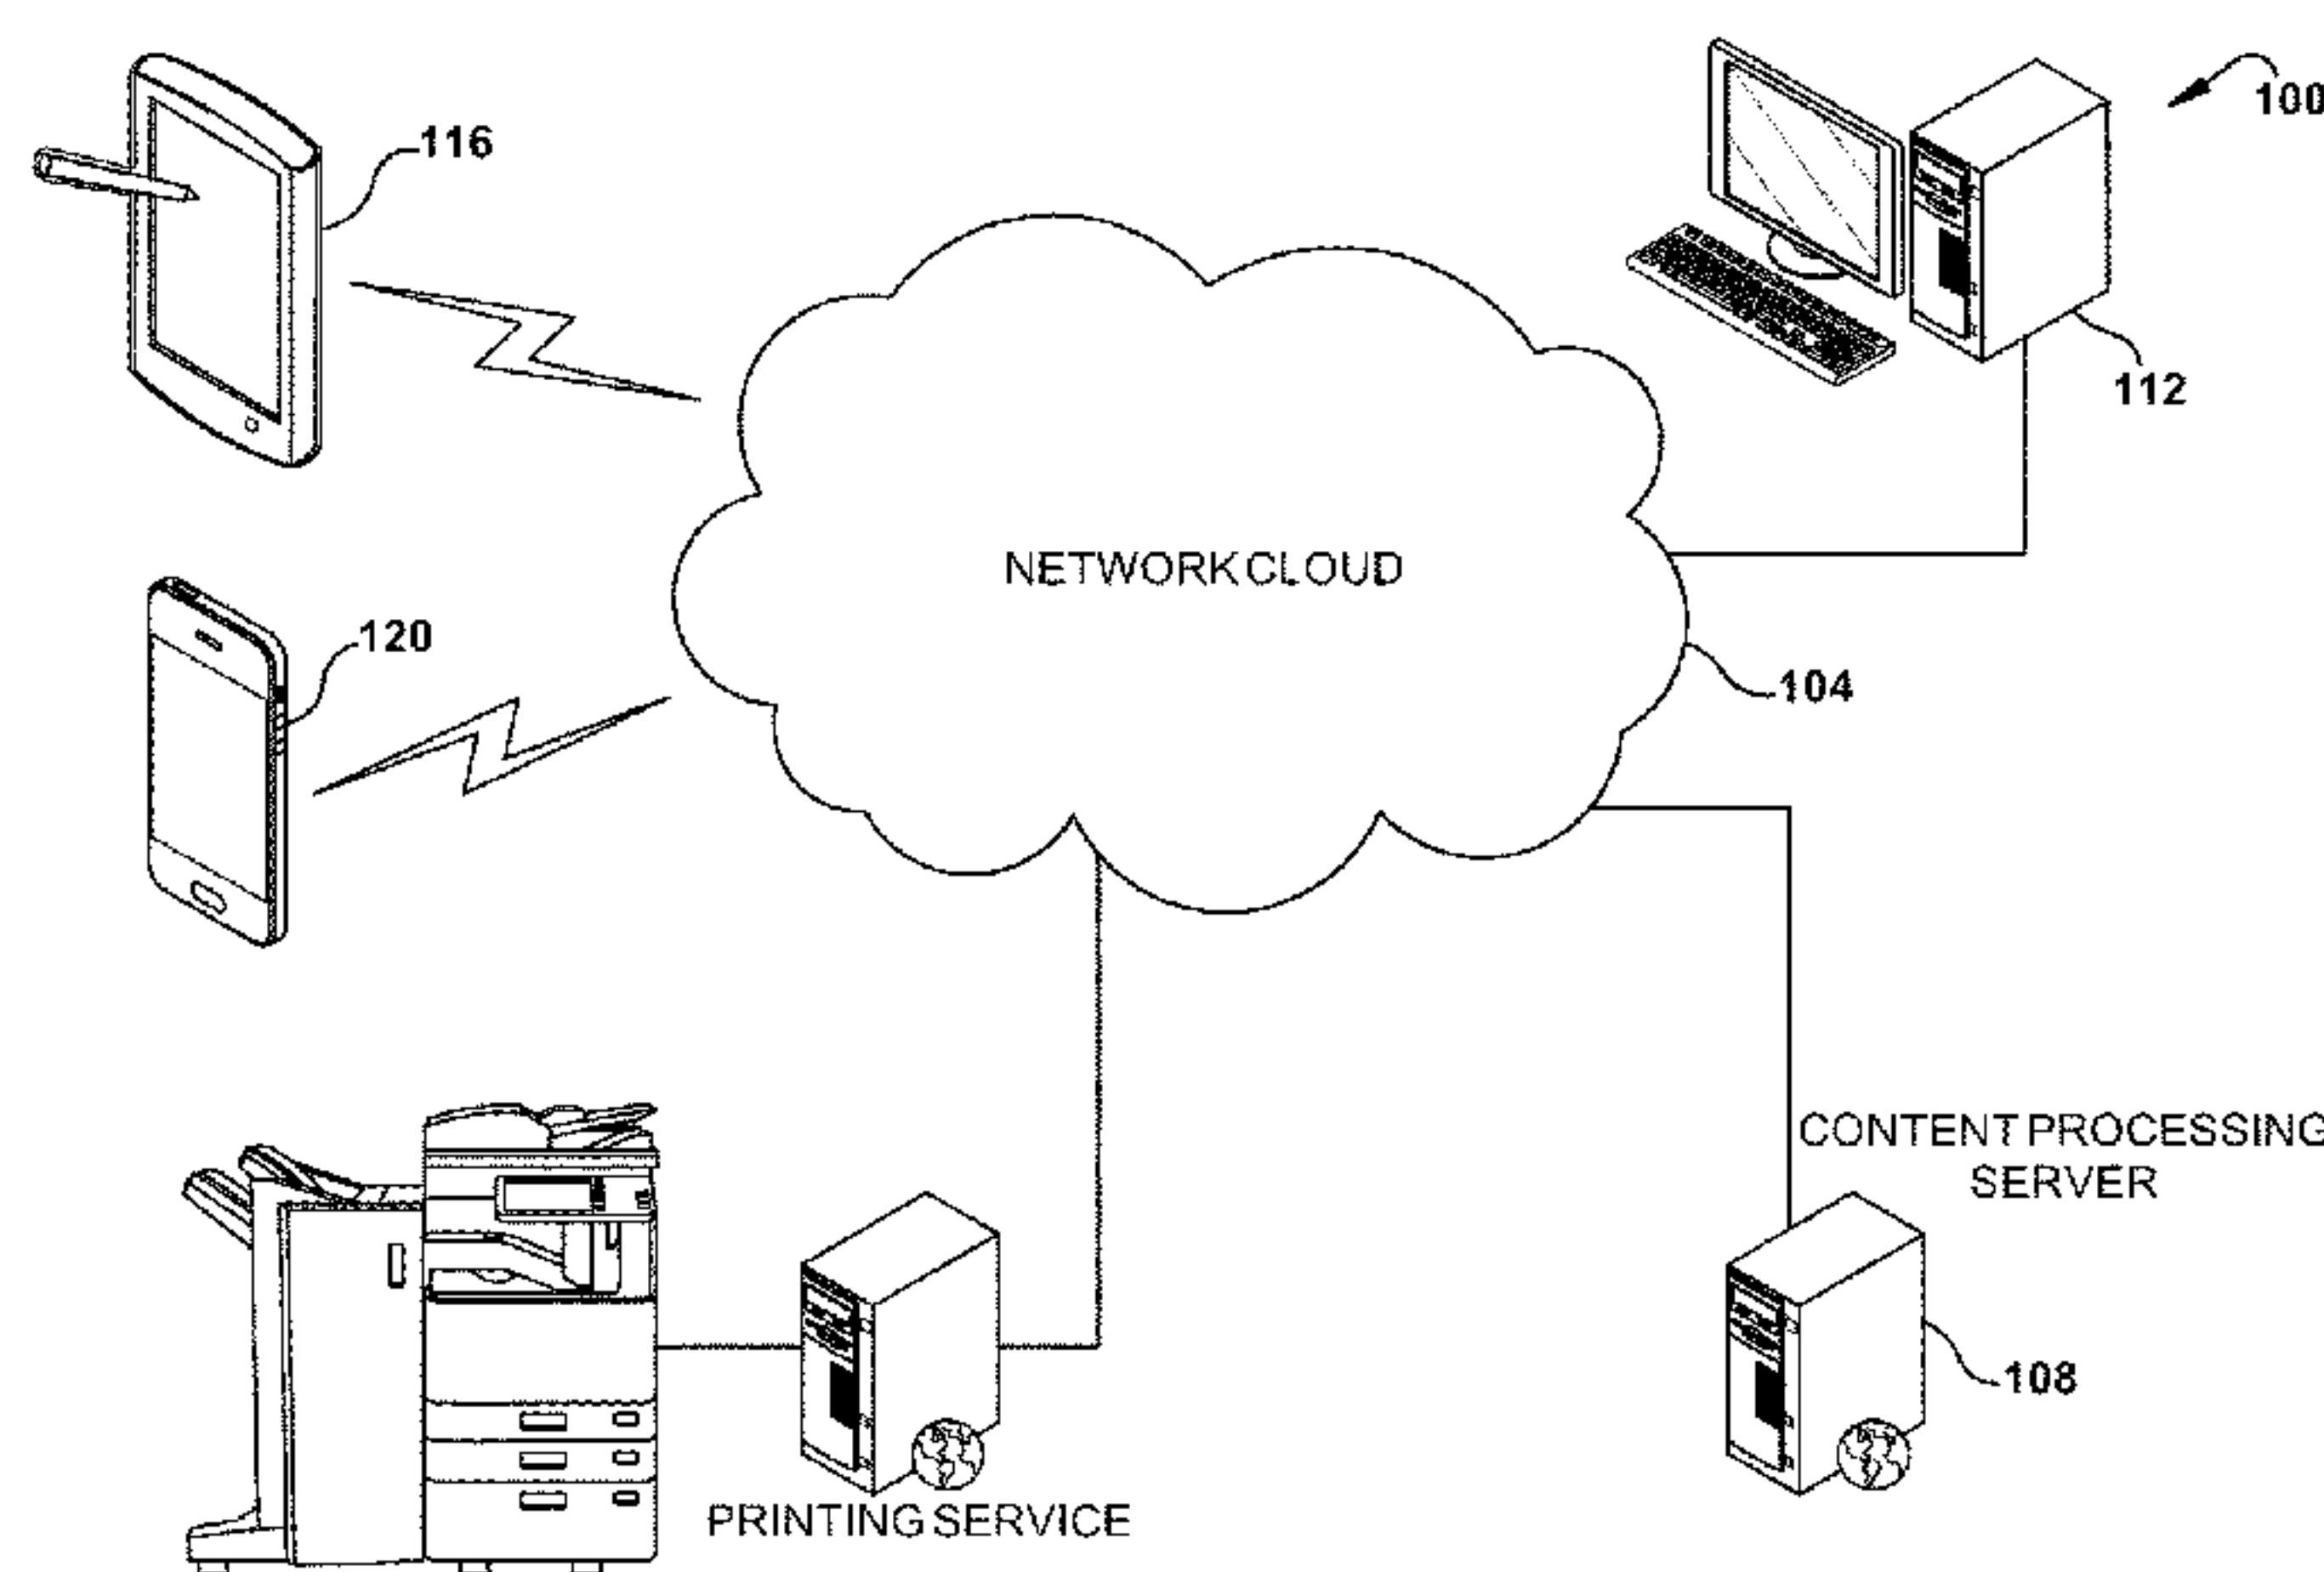 100
116
112
NETWORK CLOUD
120
104
CONTENT PROCESSING
SERVER
108
PRINTING SERVICE